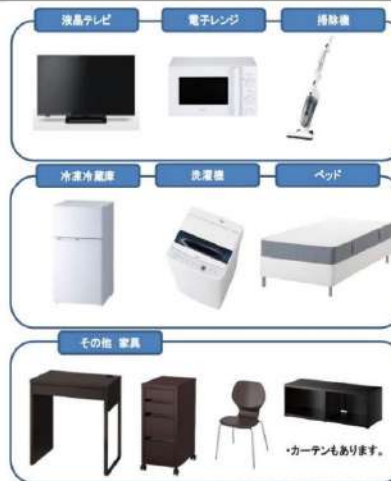 液晶テレビ
電子レンジ
掃除機
冷凍冷蔵庫
洗濯機
ベッド
その他 家具
・カーテンもあります。